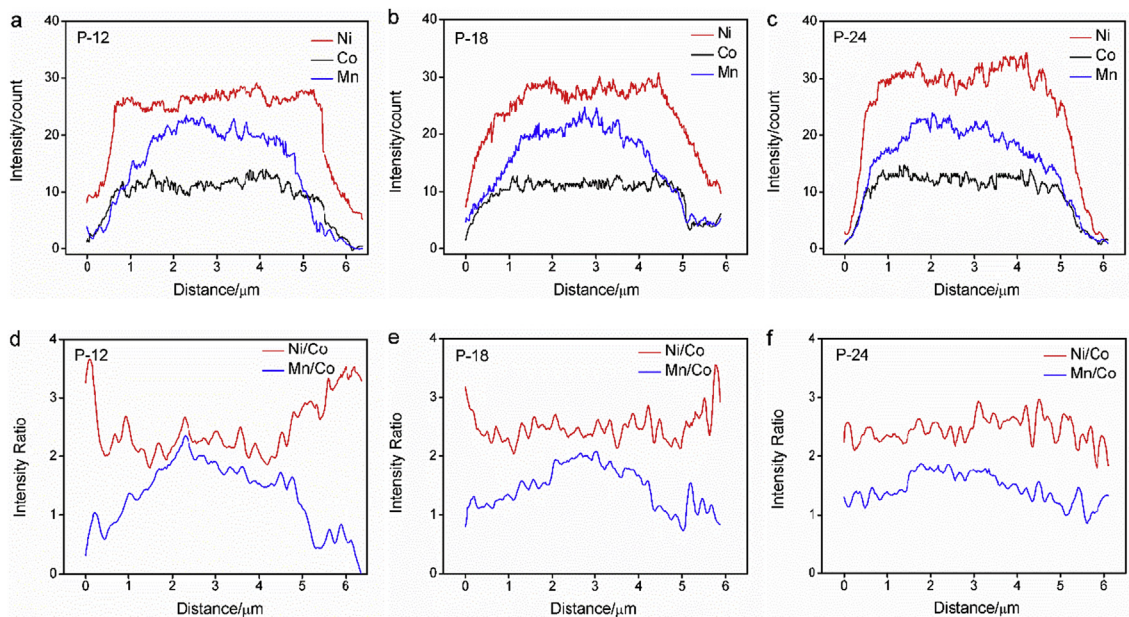 a
P-12
Ni
Co
Mn
Intensity/count
40
30
20
10
0
0 1 2 3 4 5 6
Distance/μm
b
P-18
Ni
Co
Mn
Intensity/count
40
30
20
10
0
0 1 2 3 4 5 6
Distance/μm
c
P-24
Ni
Co
Mn
Intensity/count
40
30
20
10
0
0 1 2 3 4 5 6
Distance/μm
d
P-12
Ni/Co
Mn/Co
Intensity Ratio
4
3
2
1
0
0 1 2 3 4 5 6
Distance/μm
e
P-18
Ni/Co
Mn/Co
Intensity Ratio
4
3
2
1
0
0 1 2 3 4 5 6
Distance/μm
f
P-24
Ni/Co
Mn/Co
Intensity Ratio
4
3
2
1
0
0 1 2 3 4 5 6
Distance/μm